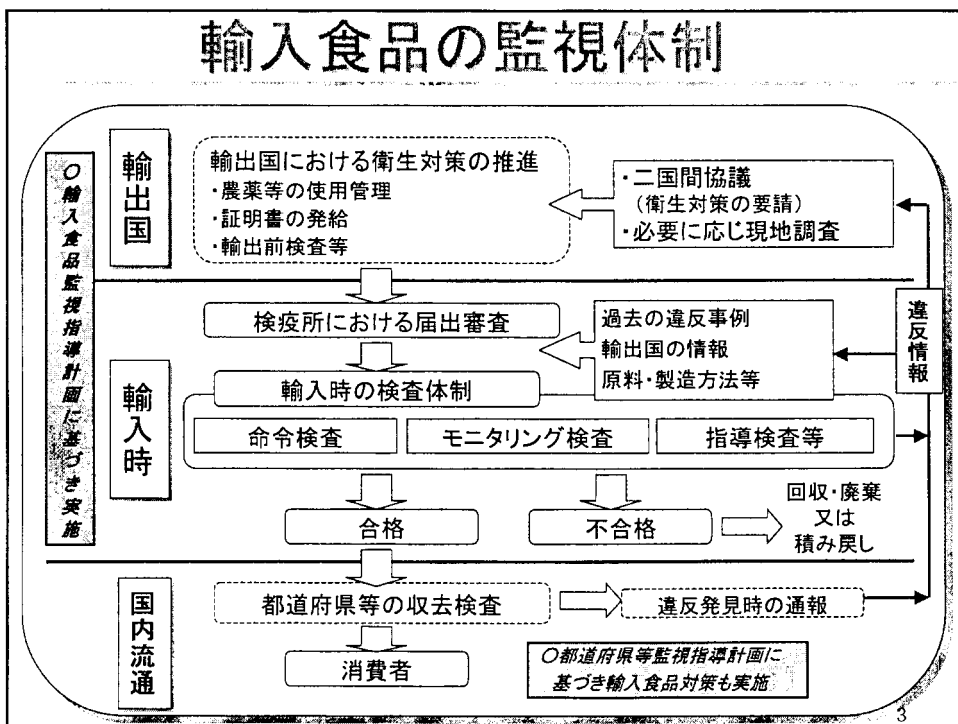 輸入食品の監視体制
〇輸入食品監視指導計画に基づき実施
輸出国
輸出国における衛生対策の推進
・農薬等の使用管理
・証明書の発給
・輸出前検査等
・二国間協議
(衛生対策の要請)
・必要に応じ現地調査
違反情報
輸入時
検疫所における届出審査
過去の違反事例
輸出国の情報
原料・製造方法等
輸入時の検査体制
命令検査
モニタリング検査
指導検査等
合格
不合格
回収・廃棄
又は
積み戻し
国内流通
都道府県等の収去検査
違反発見時の通報
消費者
〇都道府県等監視指導計画に
基づき輸入食品対策も実施
3